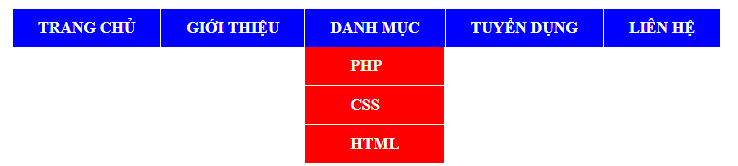 TRANG CHỦ GIỚI THIỆU DANH MỤC TUYỂN DỤNG LIÊN HỆ
PHP
CSS
HTML